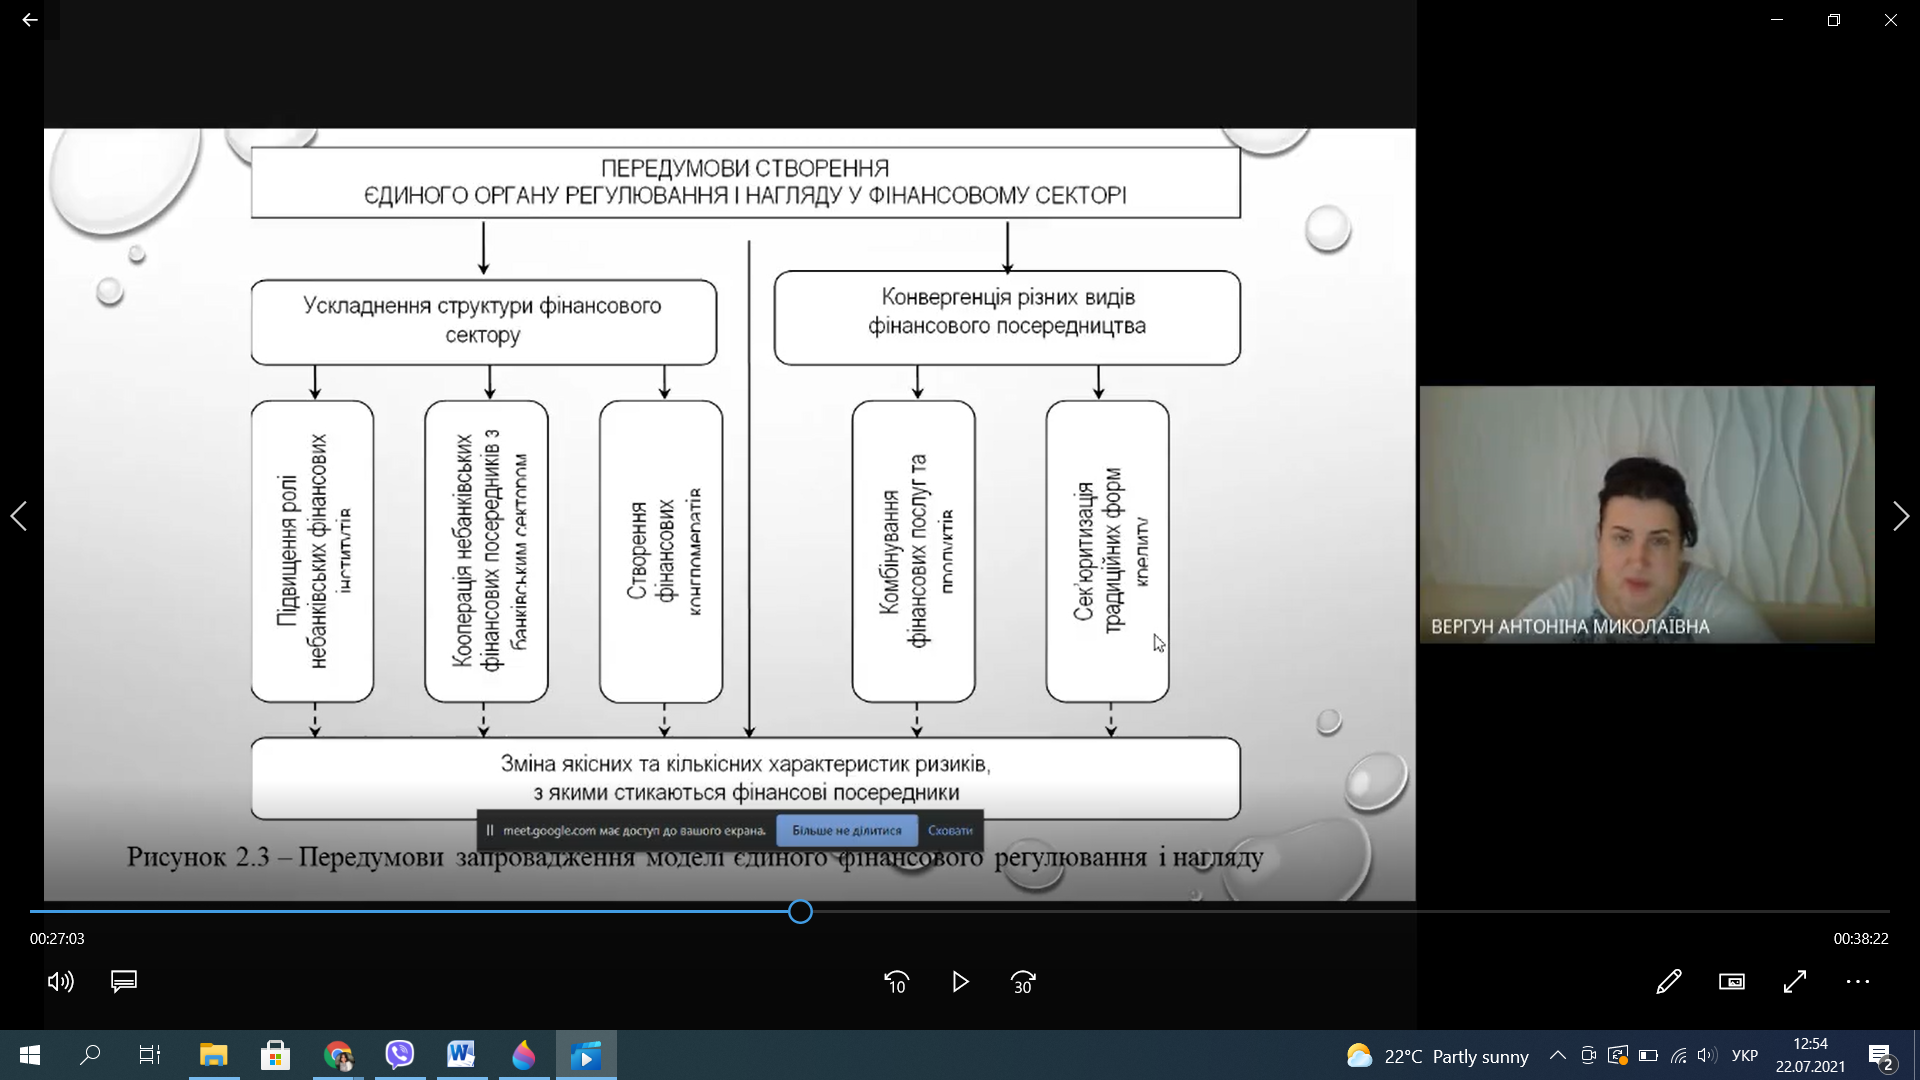 ПЕРЕДУМОВИ СТВОРЕННЯ
ЄДИНОГО ОРГАНУ РЕГУЛЮВАННЯ І НАГЛЯДУ У ФІНАНСОВОМУ СЕКТОРІ
Ускладнення структури фінансового
сектору
Конвергенція різних видів
фінансового посередництва
Підвищення ролі
небанківських фінансових
інститутів
Кооперація небанківських
фінансових посередників з
банківським сектором
Створення
фінансових
конгломератів
Комбінування
фінансових послуг та
продуктів
Сек'юритизація
традиційних форм
кредиту
Зміна якісних та кількісних характеристик ризиків,
з якими стикаються фінансові посередники
meet.google.com має доступ до вашого екрана.
Більше не ділитися
Сховати
Рисунок 2.3 – Передумови запровадження моделі єдиного фінансового регулювання і нагляду
ВЕРГУН АНТОНІНА МИКОЛАЇВНА
00:27:03
00:38:22
10
30
22°C Partly sunny
УКР
12:54
22.07.2021
2